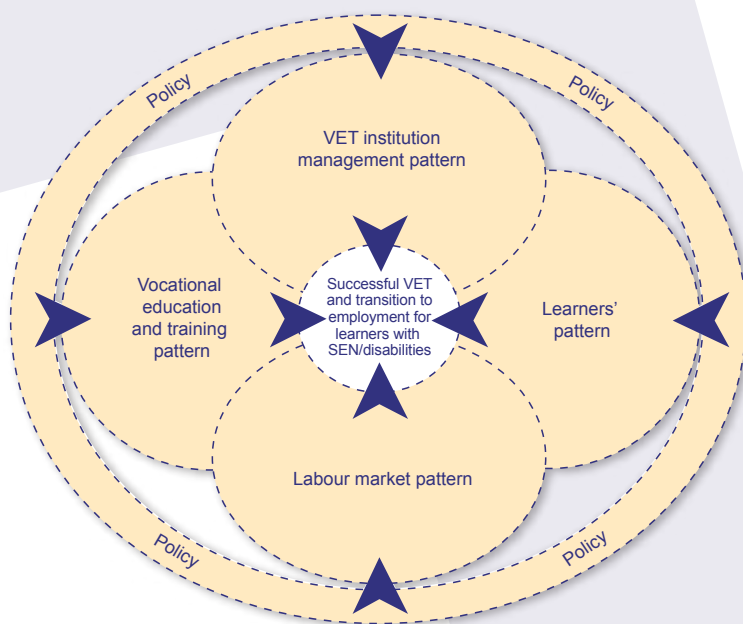 Policy
Policy
VET institution
management pattern
Vocational
education
and training
pattern
Successful VET
and transition to
employment for
learners with
SEN/disabilities
Learners'
pattern
Labour market pattern
Policy
Policy